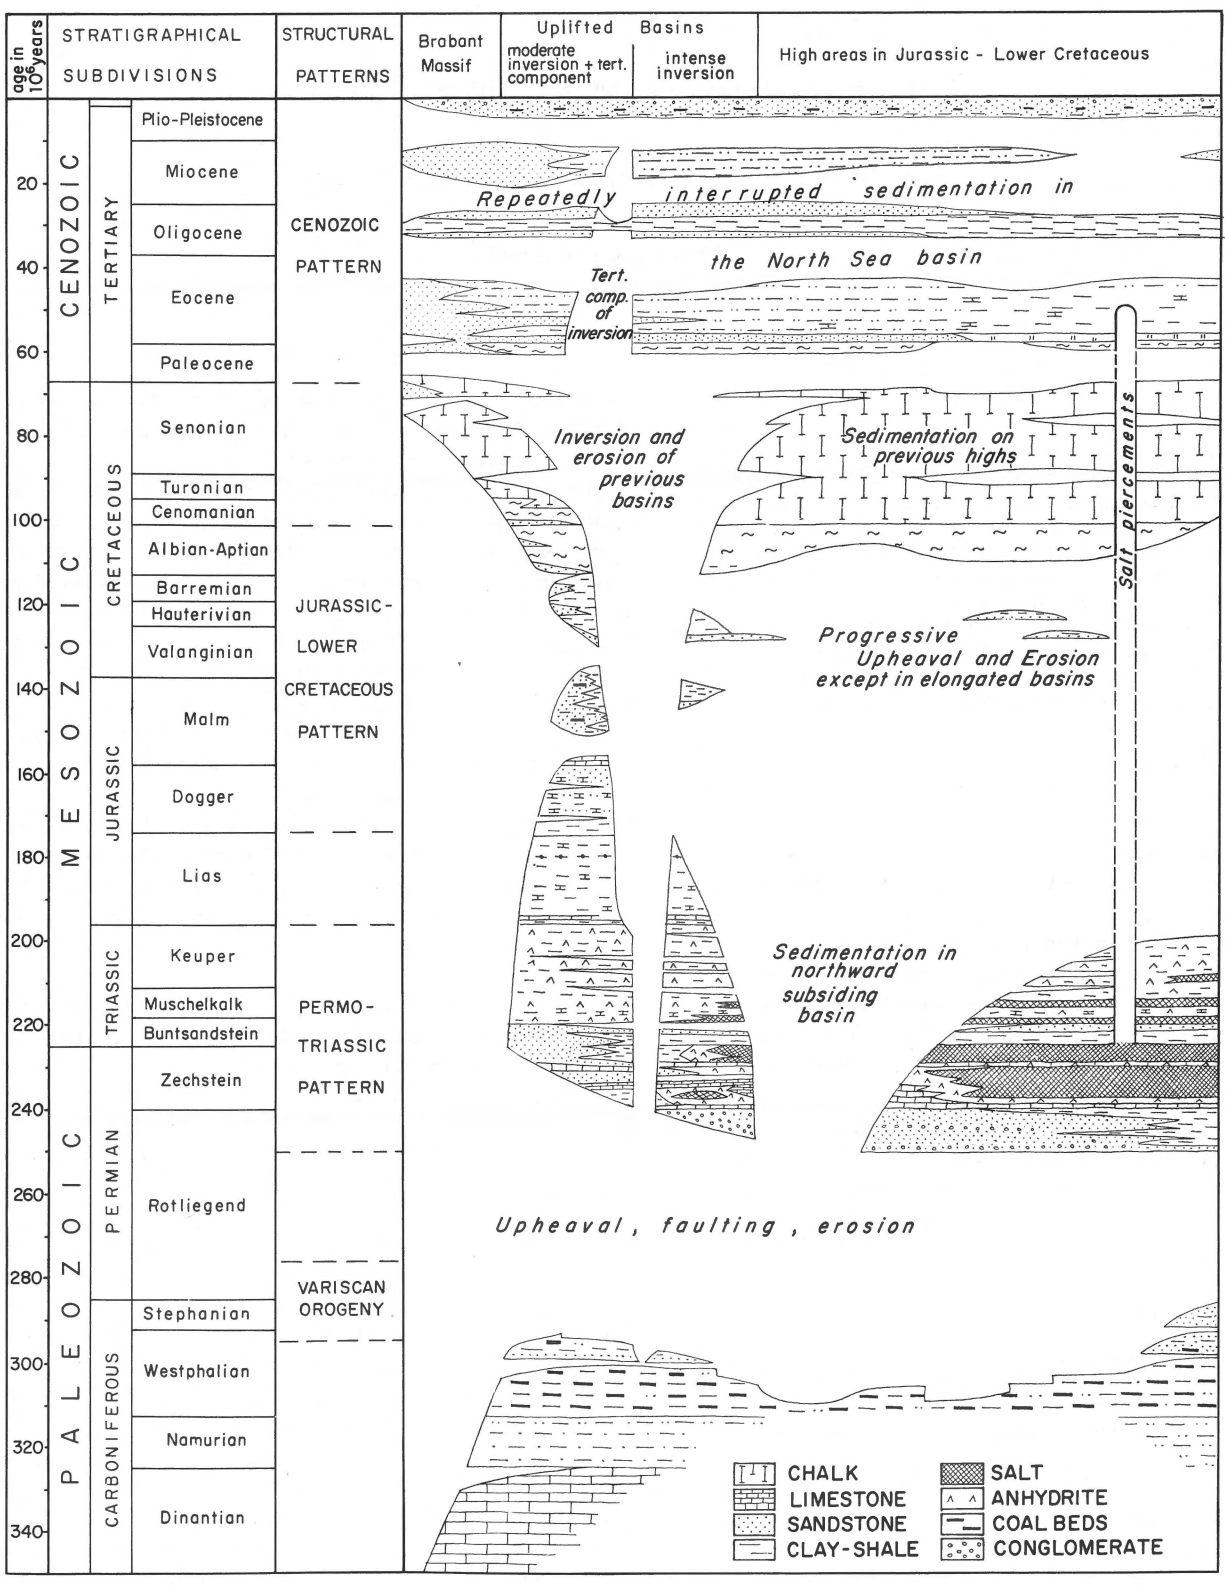 age in 10⁶ years
STRATIGRAPHICAL
SUBDIVISIONS
STRUCTURAL
PATTERNS
Brabant
Massif
Uplifted Basins
moderate
inversion + tert.
component
intense
inversion
High areas in Jurassic - Lower Cretaceous
20
40
60
80
100
120
140
160
180
200
220
240
260
280
300
320
340
CENOZOIC
MESOZOIC
PALEOZOIC
TERTIARY
CRETACEOUS
JURASSIC
TRIASSIC
PERMIAN
CARBONIFEROUS
Plio-Pleistocene
Miocene
Oligocene
Eocene
Paleocene
Senonian
Turonian
Cenomanian
Albian-Aptian
Barremian
Hauterivian
Valanginian
Malm
Dogger
Lias
Keuper
Muschelkalk
Buntsandstein
Zechstein
Rotliegend
Stephanian
Westphalian
Namurian
Dinantian
CENOZOIC
PATTERN
JURASSIC-
LOWER
CRETACEOUS
PATTERN
PERMO-
TRIASSIC
PATTERN
VARISCAN
OROGENY
Repeatedly interrupted sedimentation in
the North Sea basin
Tert.
comp.
of
inversion
Inversion and
erosion of
previous
basins
Sedimentation on
previous highs
Salt piercements
Progressive
Upheaval and Erosion
except in elongated basins
Sedimentation in
northward
subsiding
basin
Upheaval, faulting, erosion
CHALK
LIMESTONE
SANDSTONE
CLAY-SHALE
SALT
ANHYDRITE
COAL BEDS
CONGLOMERATE